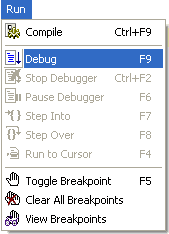 Run
Compile Ctrl+F9
Debug F9
Stop Debugger Ctrl+F2
Pause Debugger F6
Step Into F7
Step Over F8
Run to Cursor F4
Toggle Breakpoint F5
Clear All Breakpoints
View Breakpoints